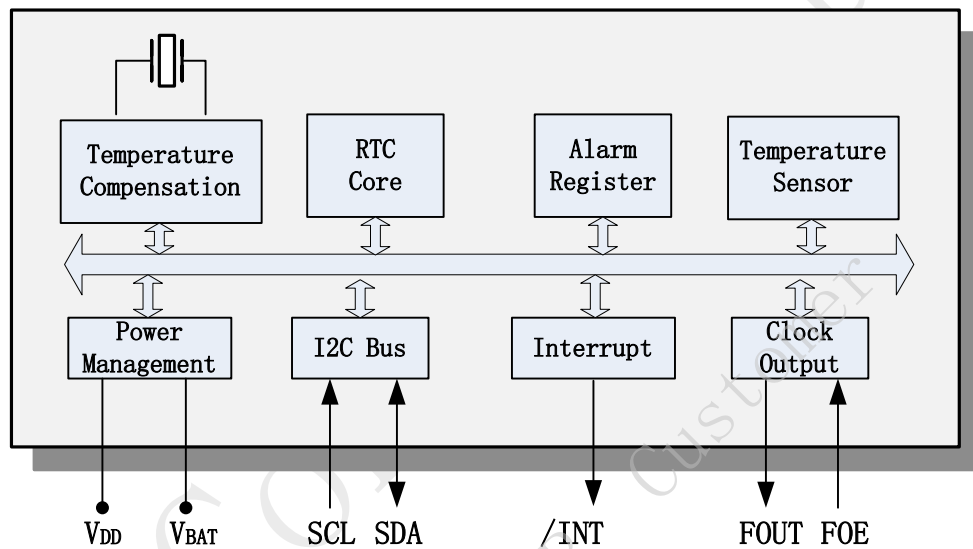 Temperature
Compensation
RTC
Core
Alarm
Register
Temperature
Sensor
Power
Management
I2C Bus
Interrupt
Clock
Output
VDD
VBAT
SCL
SDA
/INT
FOUT
FOE
Customer